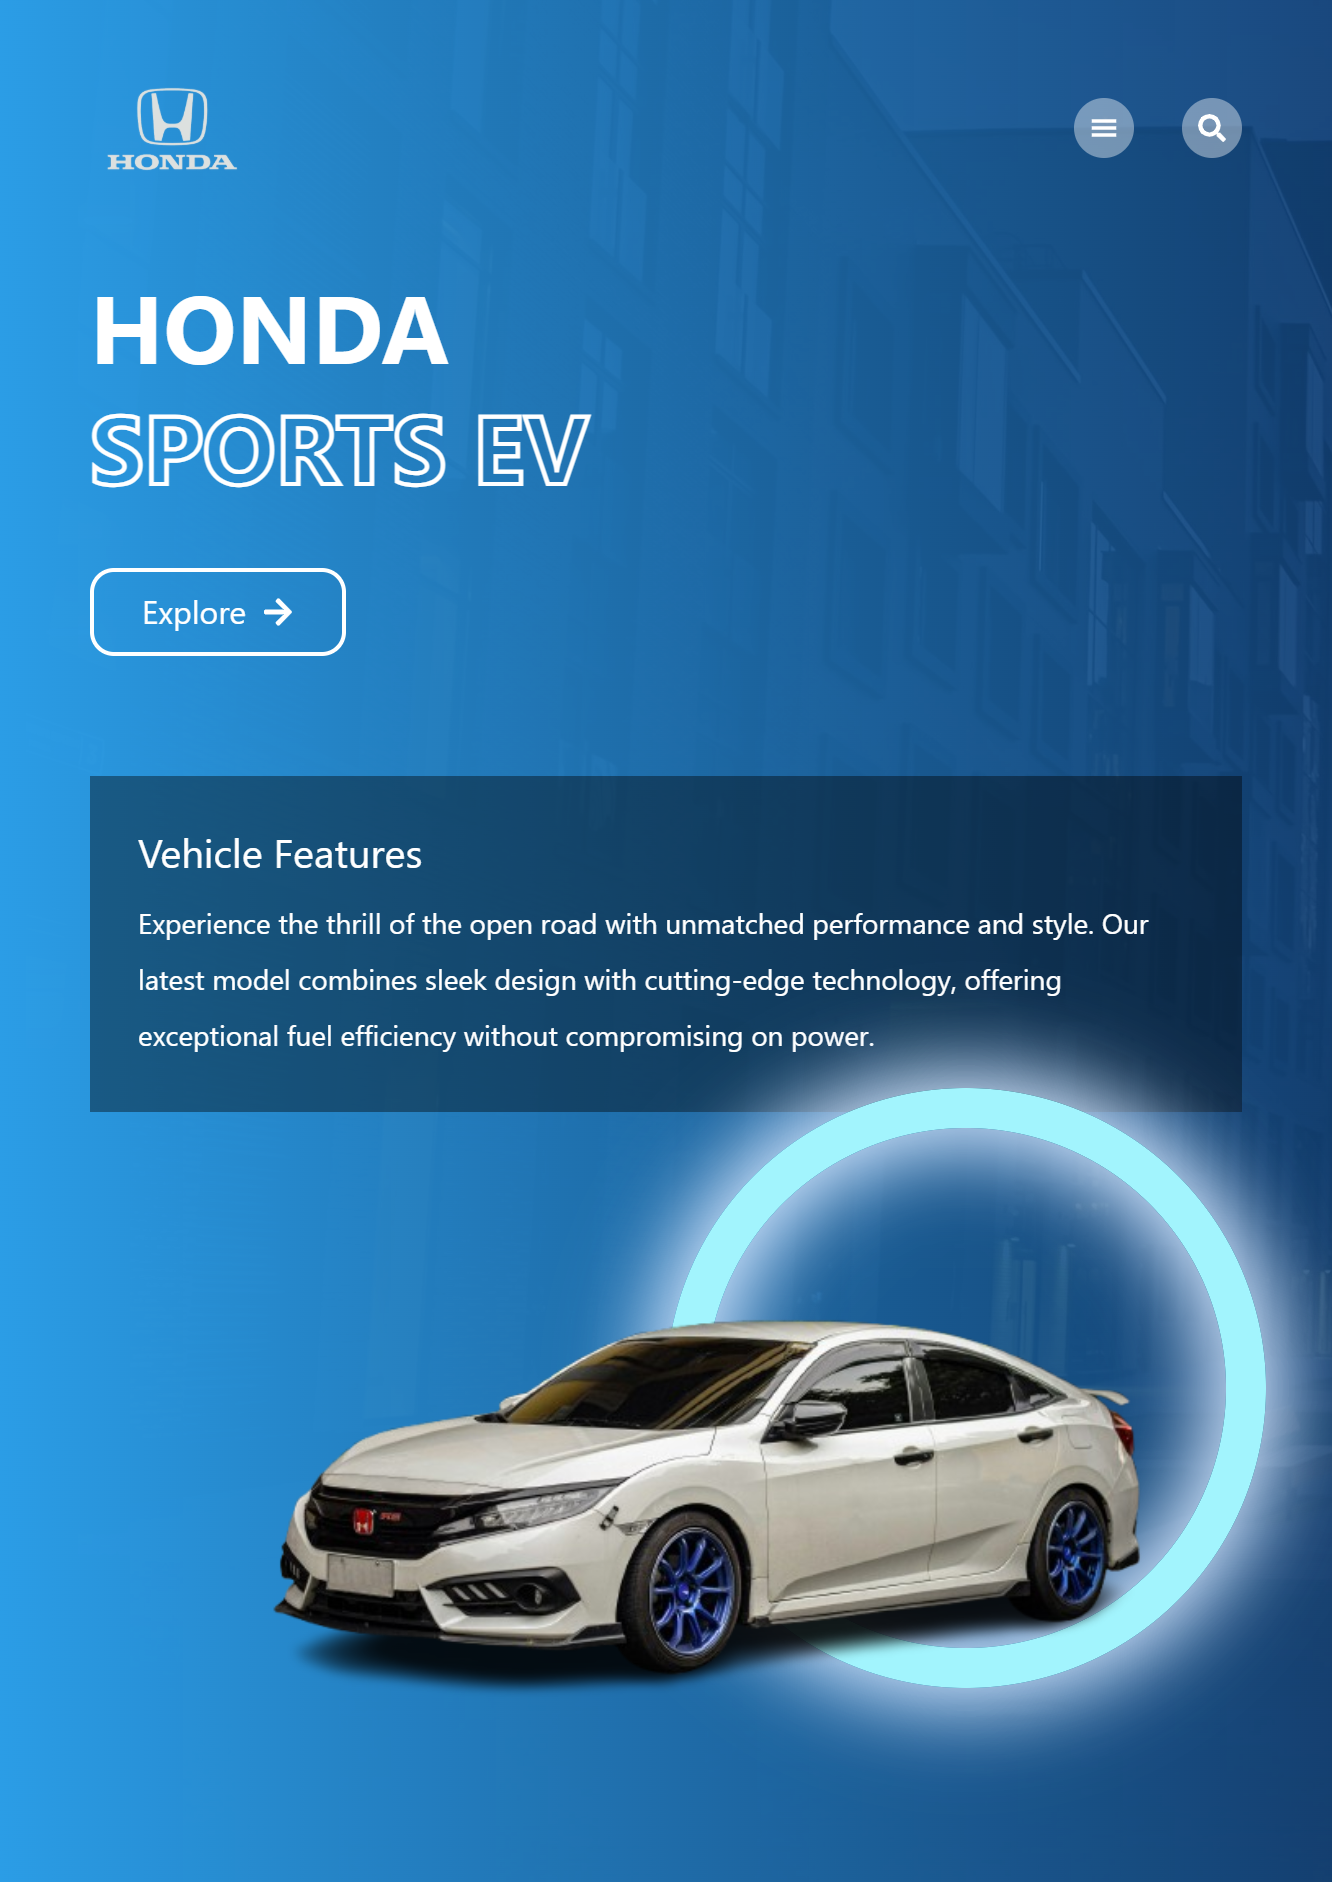 HONDA
HONDA
SPORTS EV
Explore
Vehicle Features
Experience the thrill of the open road with unmatched performance and style. Our
latest model combines sleek design with cutting-edge technology, offering
exceptional fuel efficiency without compromising on power.